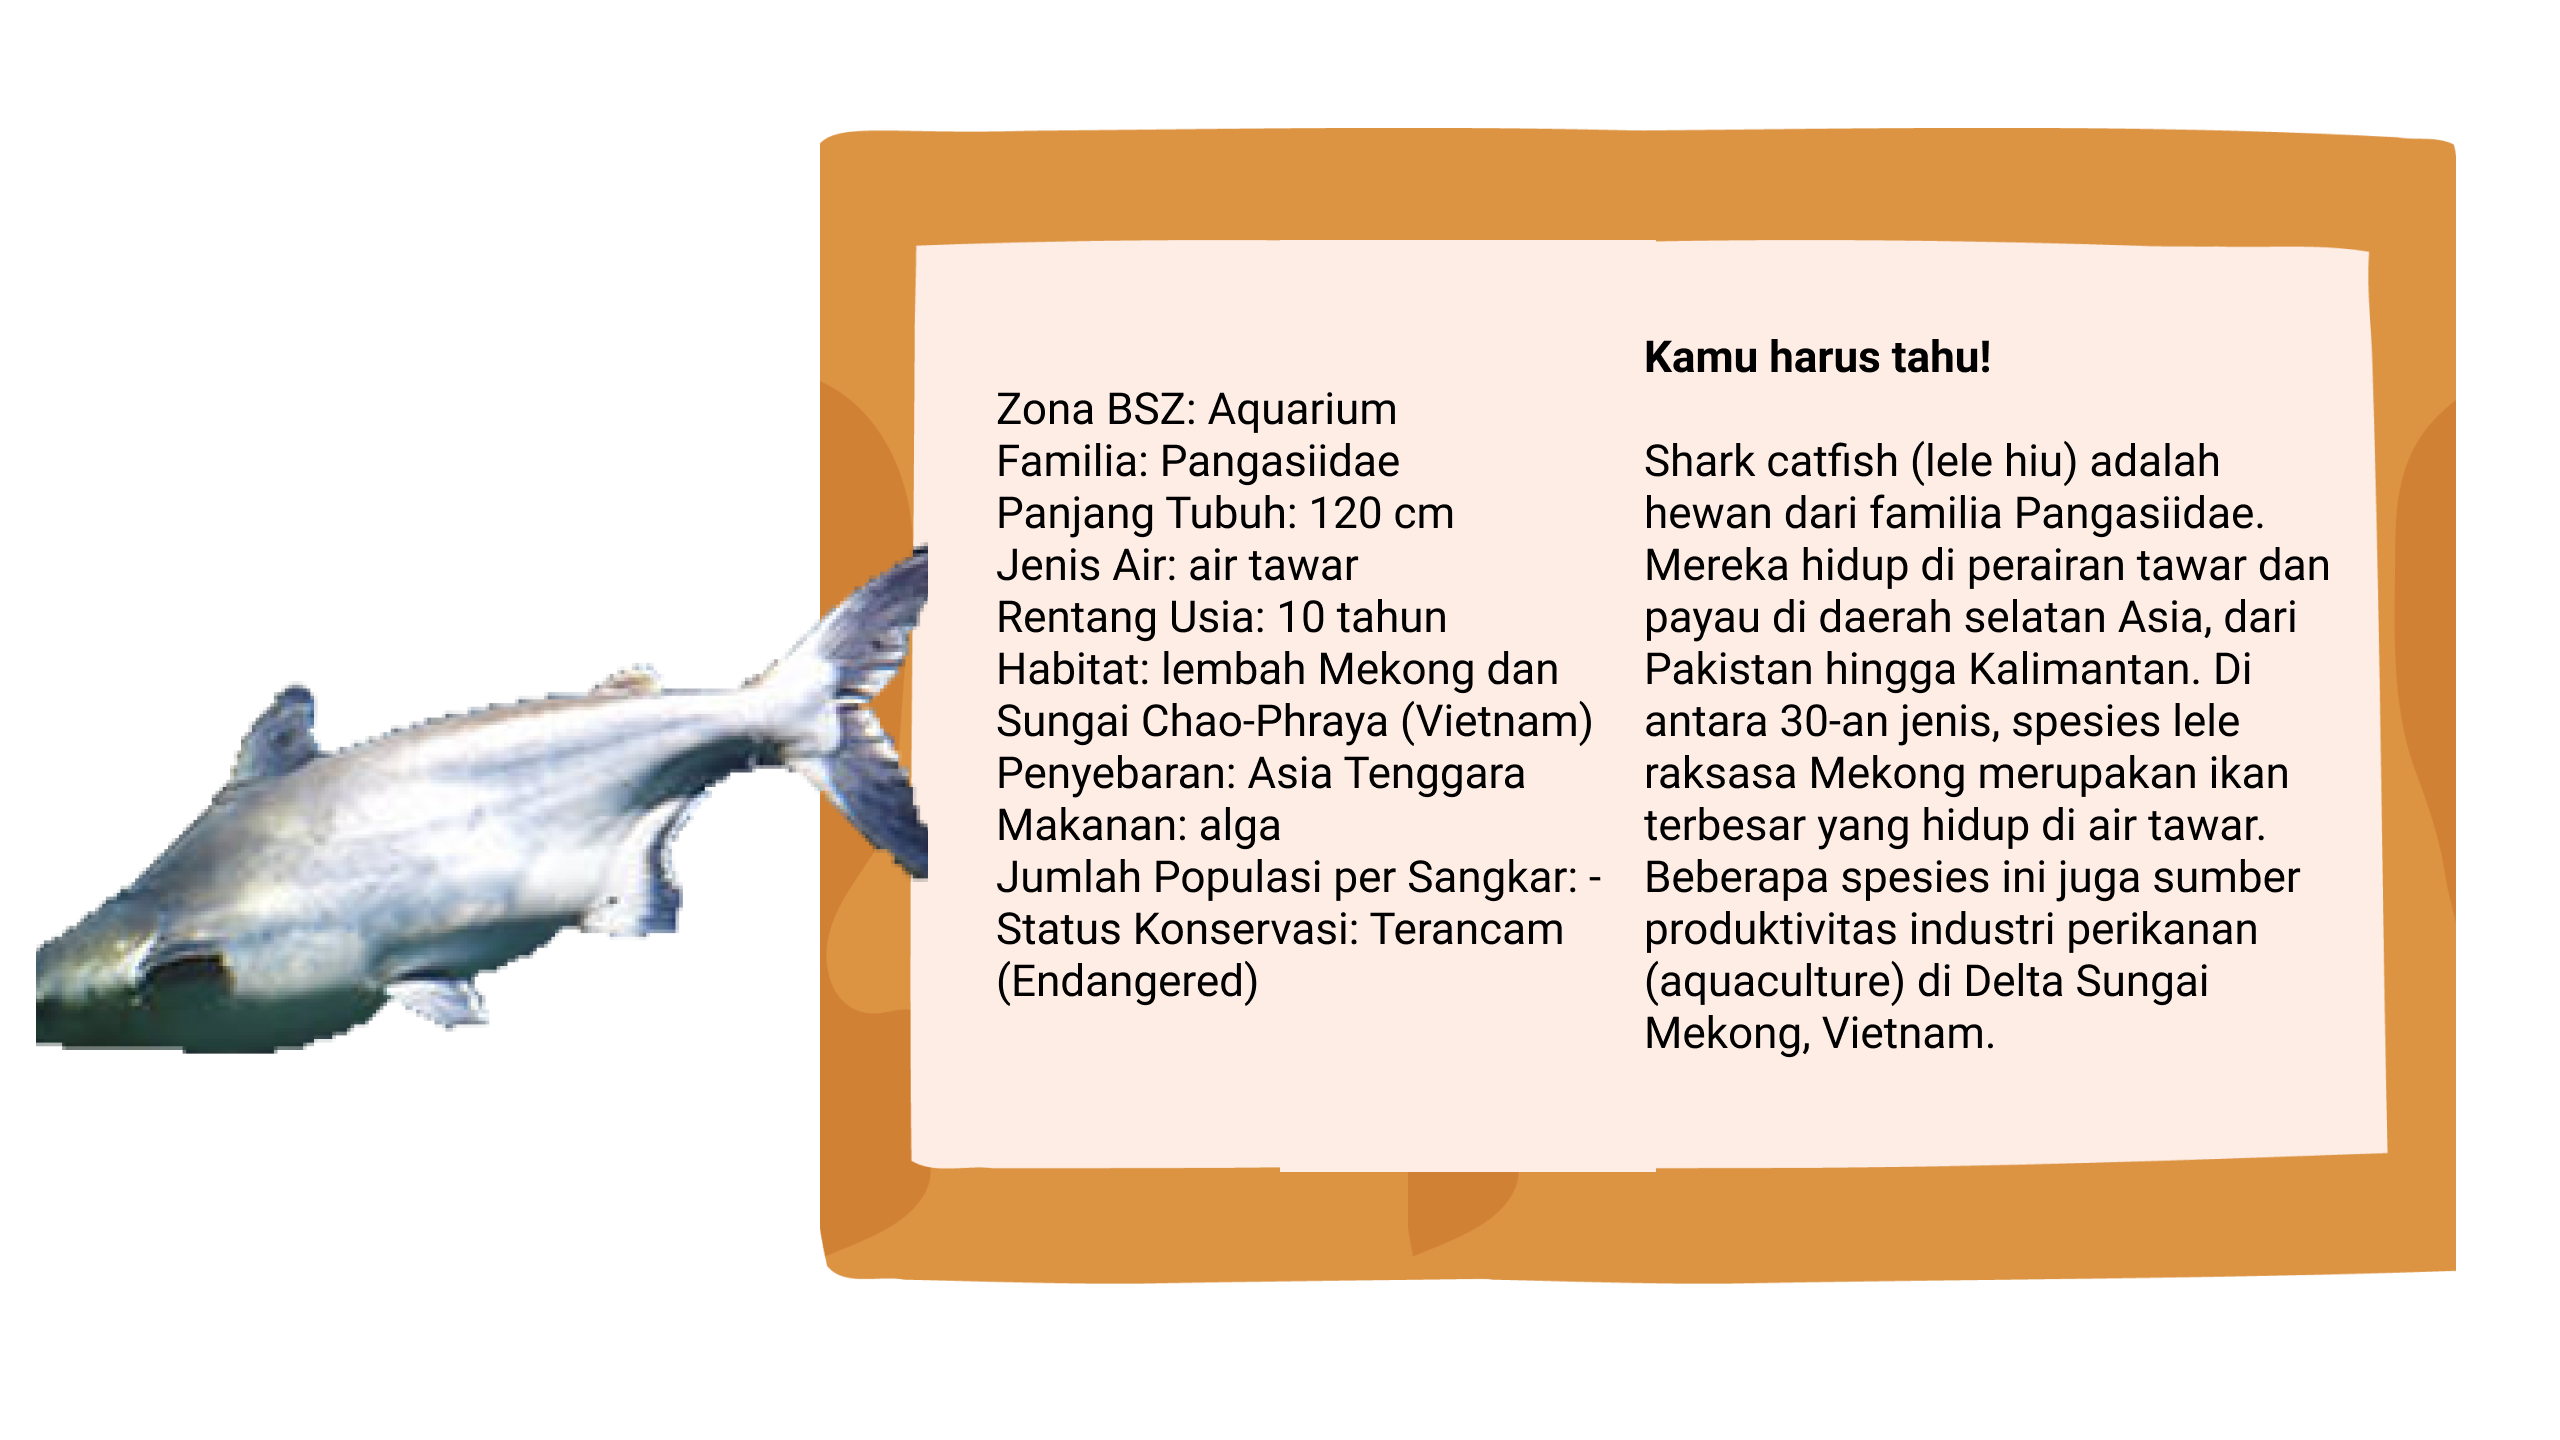 Zona BSZ: Aquarium
Familia: Pangasiidae
Panjang Tubuh: 120 cm
Jenis Air: air tawar
Rentang Usia: 10 tahun
Habitat: lembah Mekong dan
Sungai Chao-Phraya (Vietnam)
Penyebaran: Asia Tenggara
Makanan: alga
Jumlah Populasi per Sangkar: -
Status Konservasi: Terancam
(Endangered)
Kamu harus tahu!
Shark catfish (lele hiu) adalah
hewan dari familia Pangasiidae.
Mereka hidup di perairan tawar dan
payau di daerah selatan Asia, dari
Pakistan hingga Kalimantan. Di
antara 30-an jenis, spesies lele
raksasa Mekong merupakan ikan
terbesar yang hidup di air tawar.
Beberapa spesies ini juga sumber
produktivitas industri perikanan
(aquaculture) di Delta Sungai
Mekong, Vietnam.